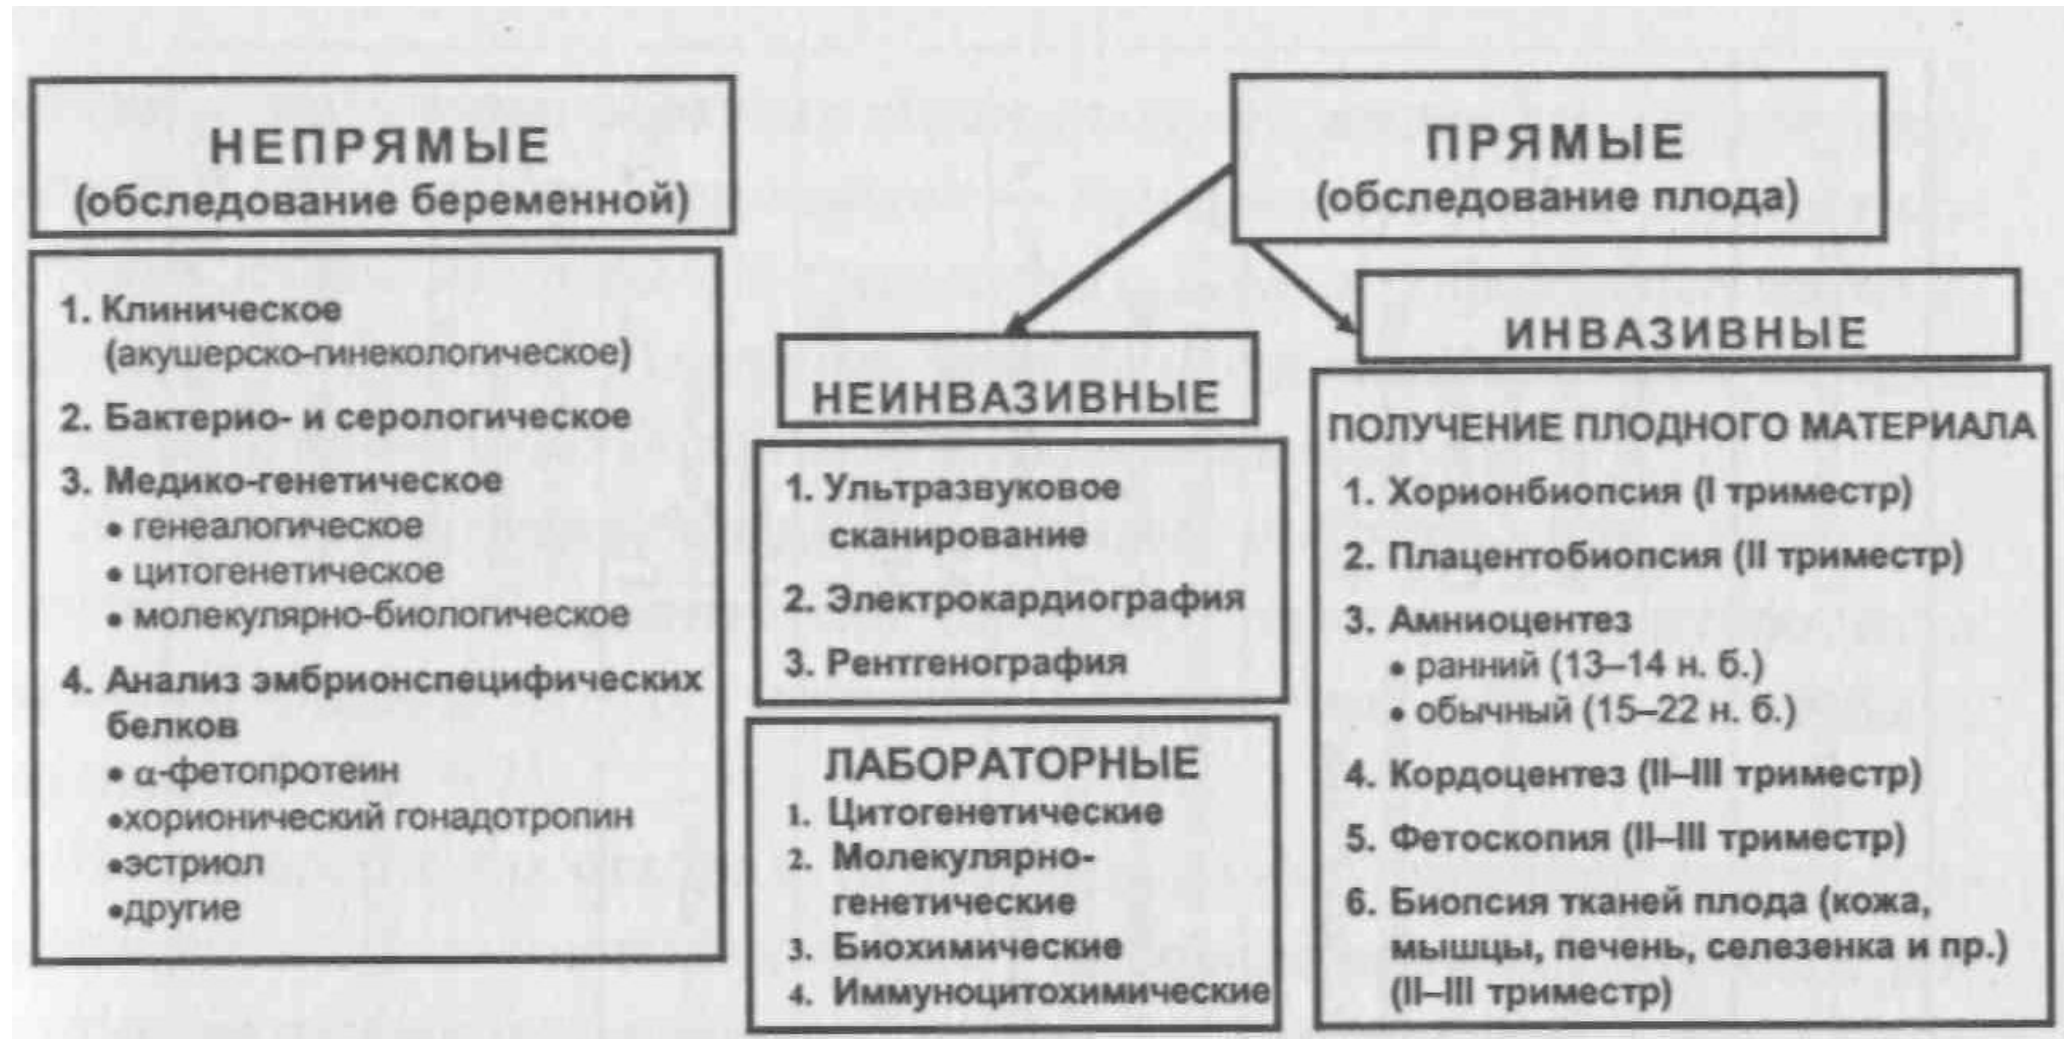 НЕПРЯМЫЕ
(обследование беременной)
1. Клиническое
(акушерско-гинекологическое)
2. Бактерио- и серологическое
3. Медико-генетическое
• генеалогическое
• цитогенетическое
• молекулярно-биологическое
4. Анализ эмбрионспецифических
белков
• α-фетопротеин
•хорионический гонадотропин
•эстриол
•другие
ПРЯМЫЕ
(обследование плода)
НЕИНВАЗИВНЫЕ
1. Ультразвуковое
сканирование
2. Электрокардиография
3. Рентгенография
ЛАБОРАТОРНЫЕ
1. Цитогенетические
2. Молекулярно-
генетические
3. Биохимические
4. Иммуноцитохимические
ИНВАЗИВНЫЕ
ПОЛУЧЕНИЕ ПЛОДНОГО МАТЕРИАЛА
1. Хорионбиопсия (I триместр)
2. Плацентобиопсия (II триместр)
3. Амниоцентез
• ранний (13–14 н. б.)
• обычный (15–22 н. б.)
4. Кордоцентез (II–III триместр)
5. Фетоскопия (II–III триместр)
6. Биопсия тканей плода (кожа,
мышцы, печень, селезенка и пр.)
(II–III триместр)